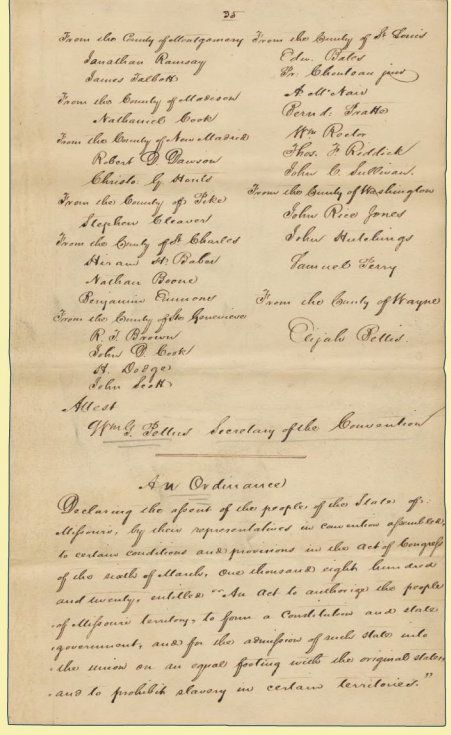 35
From the County of Montgomery
Jonathan Ramsay
James Talbott
From the County of Madison
Nathaniel Cook
From the County of New Madrid
Robert D. Dawson
Christo. G. Houts
From the County of Pike
Stephen Cleaver
From the County of St. Charles
Hiram H. Baber
Nathan Boone
Benjamin Emmons
From the County of Ste Genevieve
R. T. Brown
John D. Cook
H. Dodge
John Scott
From the County of St Louis
Edw. Bates
Pr. Chouteau junr
A McNair
Bernd. Pratte
Wm Rector
Thos. F Riddick
John C. Sullivan.
From the County of Washington
John Rice Jones
John Hutchings
Samuel Perry
From the County of Wayne
Elijah Bettis.
Attest
Wm G. Pettus Secretary of the Convention
An Ordinance
Declaring the assent of the people, of the State of
Missouri, by their representatives in convention assembled,
to certain conditions and provisions in the Act of Congress
of the sixth of March, One thousand eight hundred
and twenty, entitled "An Act to authorize the people
of Missouri territory, to form a Constitution and state
government, and for the admission of such state into
the union on an equal footing with the original states,
and to prohibit slavery in certain territories."